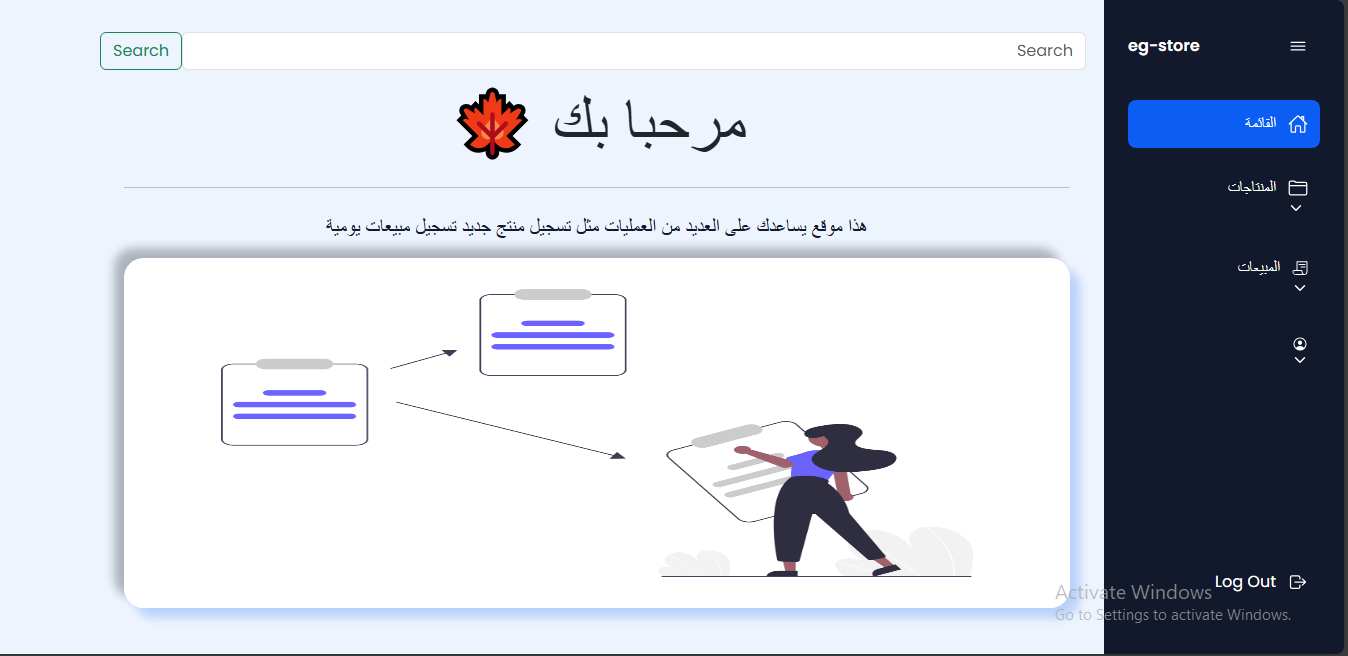 eg-store
القائمة
المنتاجات
المبيعات
Log Out
Search
Search
مرحبا بك
هذا موقع يساعدك على العديد من العمليات مثل تسجيل منتج جديد تسجيل مبيعات يومية
Activate Windows
Go to Settings to activate Windows.